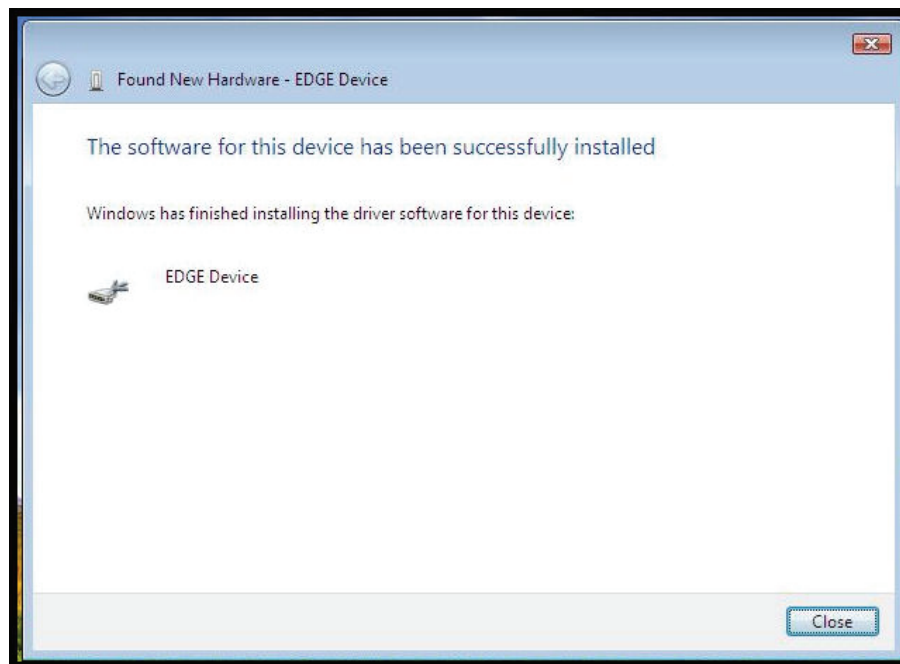 Found New Hardware - EDGE Device
The software for this device has been successfully installed
Windows has finished installing the driver software for this device:
EDGE Device
Close